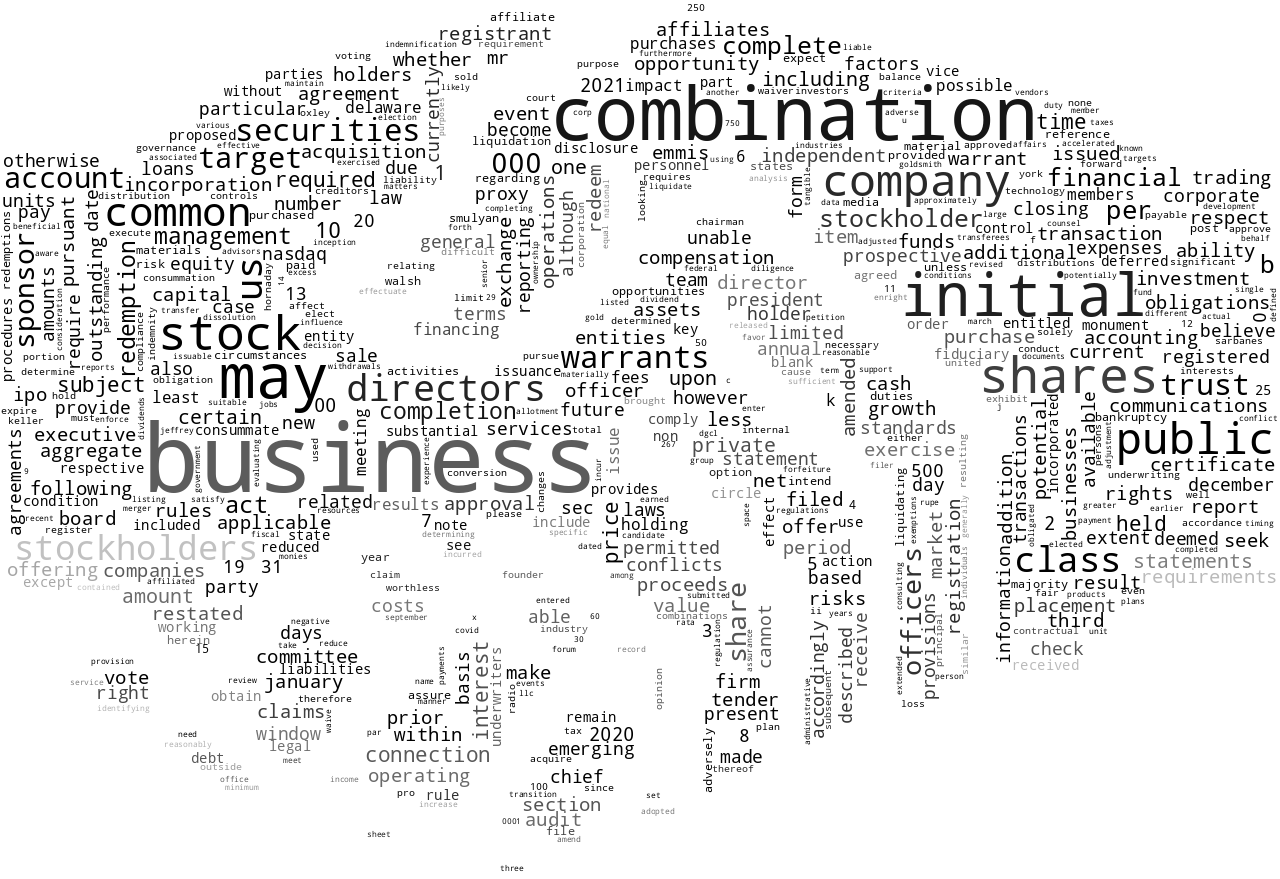 250
affiliate
affiliates
registrant
indemnification requirement
furthermore
purchases complete liable
voting whether mr
purpose opportunity expect factors
parties holders sold
maintain likely
2021 impact part including balance vice possible
without agreement currently purposes
another waiver investors criteria vendors
particular delaware court event
oxley election
combination
corp 750 adverse
u
duty none
member
time taxes
various proposed securities become
reference
governance effective liquidation disclosure
industries material approved affairs accelerated known
otherwise associated target acquisition
000 one emmis using 6 independent provided warrant issued targets
loans exercised due
personnel states goldsmith forward
account incorporation required liability 1
regarding requires analysis company york financial trading
units distribution controls creditors matters
proxy liquidate tangible approximately technology members corporate
pay date common purchased number law
completing redeem looking form data media large closing per payable development
beneficial execute 10 20 smulyan
although chairman stockholder counsel post approve respect
procedures redemptions sponsor aware pursuant management nasdaq forth general
operations corporation equal national unable item adjusted funds control f transaction behalf
materials advisors inception difficult
exchange reporting ownership compensation prospective transferees additional expenses ability
risk equity us paid relating senior
federal diligence unless revised distributions deferred significant b
consummation hornaday 14 excess walsh
team director agreed conditions potentially investment
amounts outstanding require redemption capital 13 effectuate
opportunities president 11 initial fund single
consideration performance compliance transfer case affect limit 29 terms
listed dividend assets holder petition enright different actual obligations 0 defined
indemnity stock dissolution elect influence entity financing
gold determined key released limited order march entitled monument 12 believe
portion issuable circumstances decision
entities 50 favor necessary purchase conduct solely accounting sarbanes
determine reports also withdrawals sale activities
pursue warrants annual reasonable fiduciary documents current registered
ipo subject obligation may
issuance materially blank cause term support united interests
hold least suitable jobs 00 directors
officer fees upon c sufficient k cash shares trust 25
expire provide dividends certain
completion allotment future brought however amended duties exhibit j communications
keller must enforce jeffrey consummate new
substantial services total comply less enter growth bankruptcy conflict
agreements executive business
government evaluating used meeting experience conversion incur issue
non 267 dgcl private internal standards potential incorporated available persons adjustment public
aggregate
changes group statement either exercise underwriting certificate
9 respective
option forfeiture filer 500 resulting december
following listing satisfy act related results approval
provides circle net intend day transactions businesses rights well
condition merger resources please sec earned space filed 4 greater report
50 recent board rules applicable 7 note
price laws effect regulations exemptions rupe information addition 2 payment earlier accordance timing
register included fiscal state determining include
holding candidate offer use liquidating market generally obligated held
stockholders reduced monies see specific
dated permitted period extent deemed seek
offering companies 19 31 year incurred
conflicts 5 action consulting registration individuals class elected completed statements
except contained affiliated party claim founder among
proceeds based officers majority result even requirements
amount worthless submitted
share risks fair products plans
restated costs entered value combinations
ii years provisions placement
working september able 60 rata 3 cannot
accordingly receive contractual third unit
herein negative x industry
15 days take reduce covid 30 regulation principal
provision committee forum record assurance described extended similar check
vote liabilities basis interest make
person received
service right review january name payments assure events opinion firm
loss
identifying obtain therefore manner radio llc tender
claims waive prior underwriters remain present administrative subsequent
need window par within tax 2020 plan
reasonably legal connection emerging 8
debt meet acquire adversely made
outside operating chief thereof
office income since
minimum pro rule 100
transition set
increase section adopted
0001 audit
sheet file
amend
three